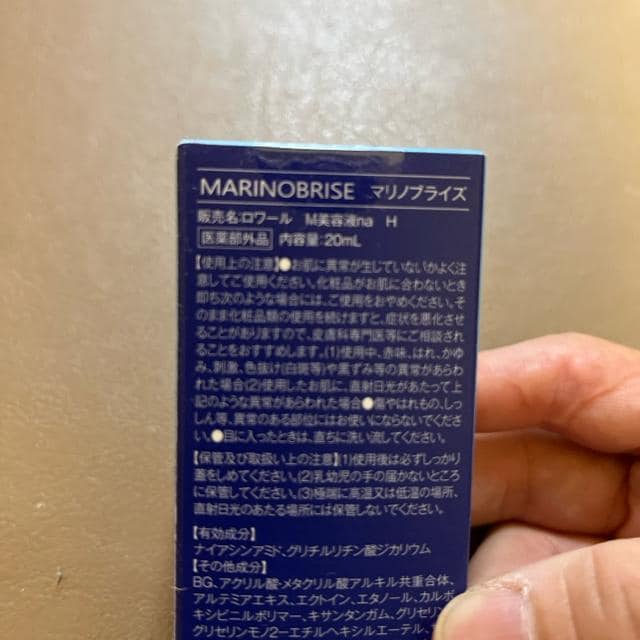 MARINOBRISE マリノブライズ
販売名:ロワール M美容液na H
医薬部外品 内容量:20mL
【使用上の注意】●お肌に異常が生じていないかよく注
意してご使用ください。化粧品がお肌に合わないとき
即ち次のような場合には、ご使用をおやめください。そ
のまま化粧品類の使用を続けますと、症状を悪化させ
ることがありますので、皮膚科専門医等にご相談され
ることをおすすめします。(1)使用中、赤味、はれ、かゆ
み、刺激、色抜け(白斑等)や黒ずみ等の異常があらわ
れた場合(2)使用したお肌に、直射日光があたって上
記のような異常があらわれた場合●傷やはれもの、しっ
しん等、異常のある部位にはお使いにならないでくださ
い。●目に入ったときは、直ちに洗い流してください。
【保管及び取扱い上の注意】(1)使用後は必ずしっかり
蓋をしめてください。(2)乳幼児の手の届かないところ
に保管してください。(3)極端に高温又は低温の場所、
直射日光のあたる場所には保管しないでください。
【有効成分】
ナイアシンアミド、グリチルリチン酸ジカリウム
【その他成分】
BG、アクリル酸・メタクリル酸アルキル共重合体、
アルテミアエキス、エクトイン、エタノール、カルボ
キシビニルポリマー、キサンタンガム、グリセリ
グリセリンモノ2ーエチルヘキシルエーテル、